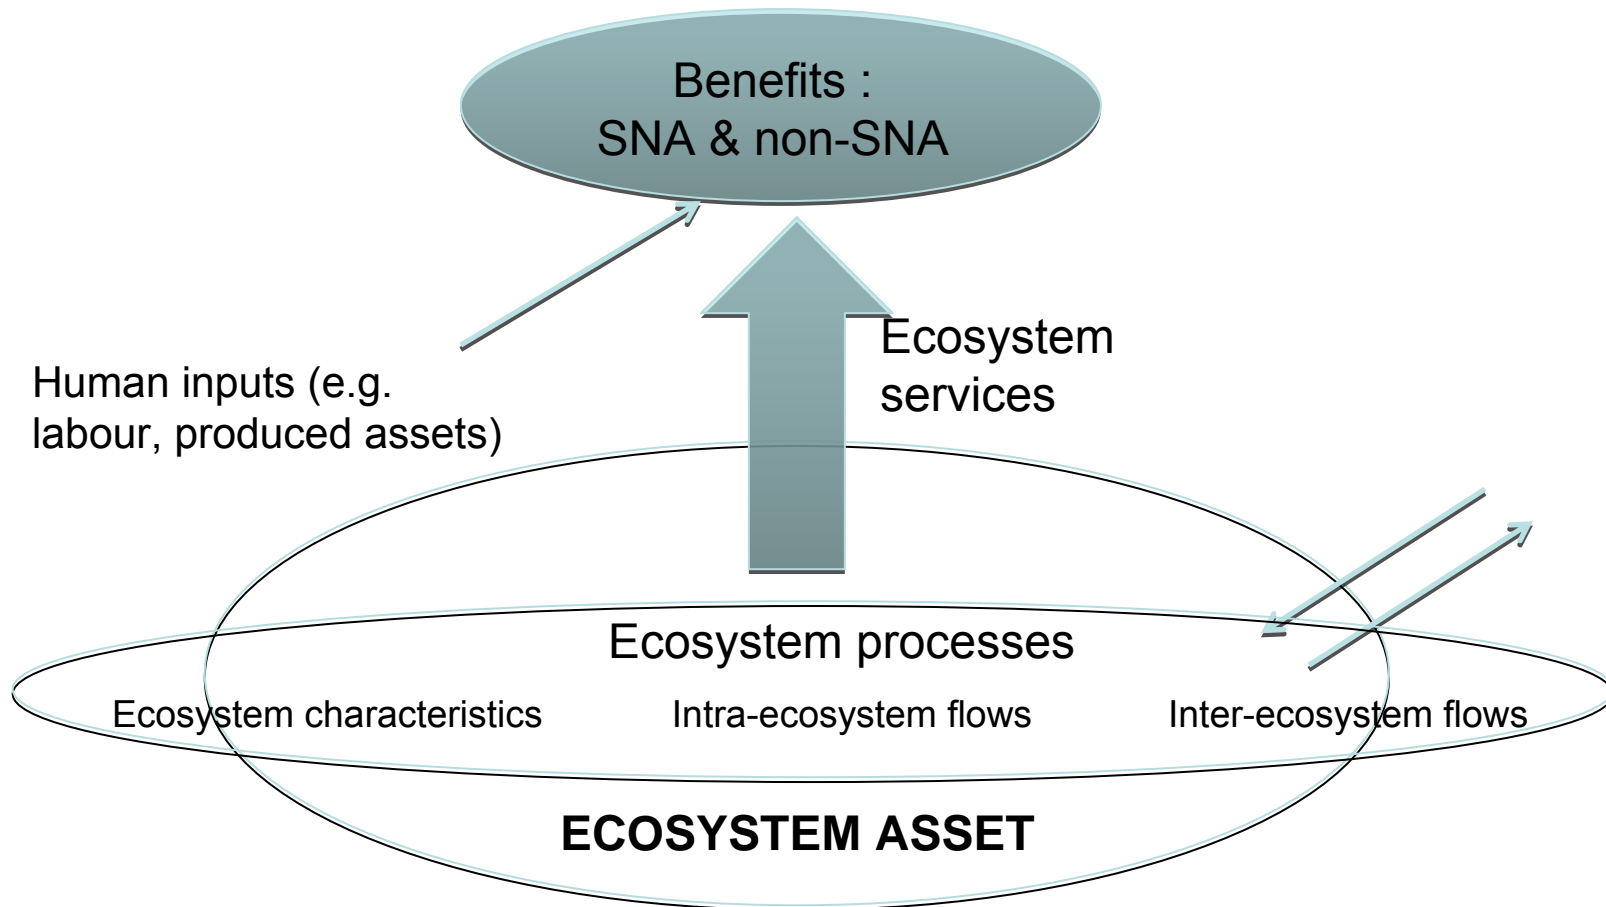 Benefits :
SNA & non-SNA
Ecosystem
services
Human inputs (e.g.
labour, produced assets)
Ecosystem processes
Ecosystem characteristics
Intra-ecosystem flows
Inter-ecosystem flows
ECOSYSTEM ASSET